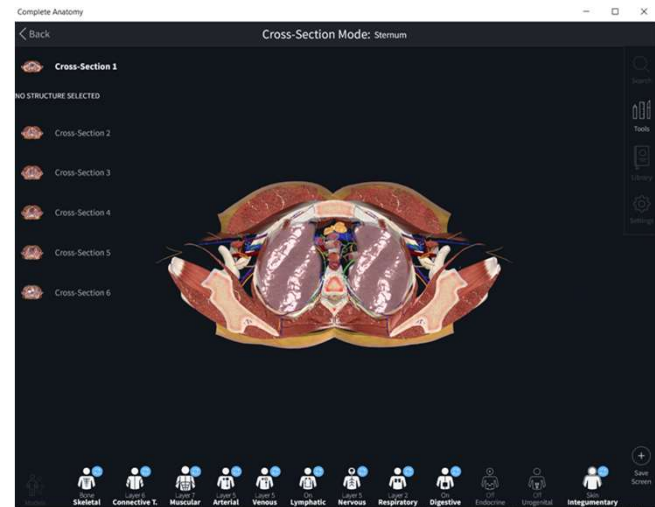 Complete Anatomy
Back
Cross-Section Mode: Sternum
Cross-Section 1
NO STRUCTURE SELECTED
Cross-Section 2
Cross-Section 3
Cross-Section 4
Cross-Section 5
Cross-Section 6
Search
Tools
Library
Settings
Save
Screen
Bone
Skeletal
Layer 6
Connective T.
Layer 7
Muscular
Layer 5
Arterial
Layer 5
Venous
On
Lymphatic
Layer 5
Nervous
Layer 2
Respiratory
On
Digestive
Off
Endocrine
Off
Urogenital
Skin
Integumentary